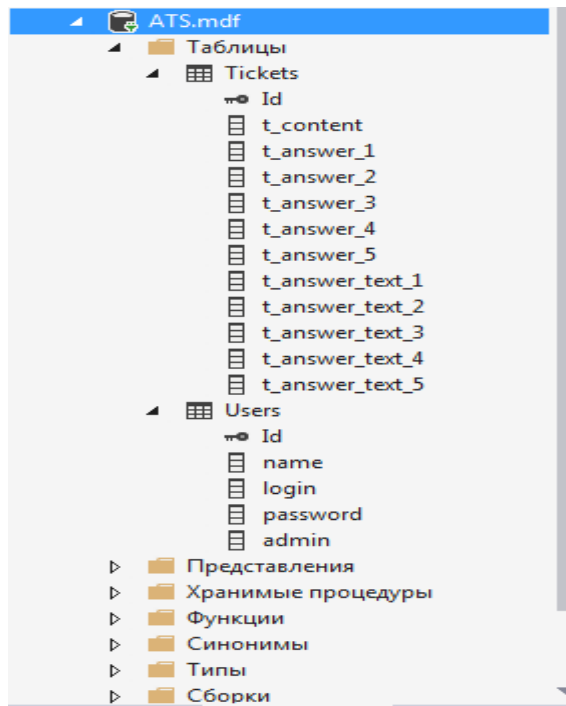 ATS.mdf
Таблицы
Tickets
Id
t_content
t_answer_1
t_answer_2
t_answer_3
t_answer_4
t_answer_5
t_answer_text_1
t_answer_text_2
t_answer_text_3
t_answer_text_4
t_answer_text_5
Users
Id
name
login
password
admin
Представления
Хранимые процедуры
Функции
Синонимы
Типы
Сборки